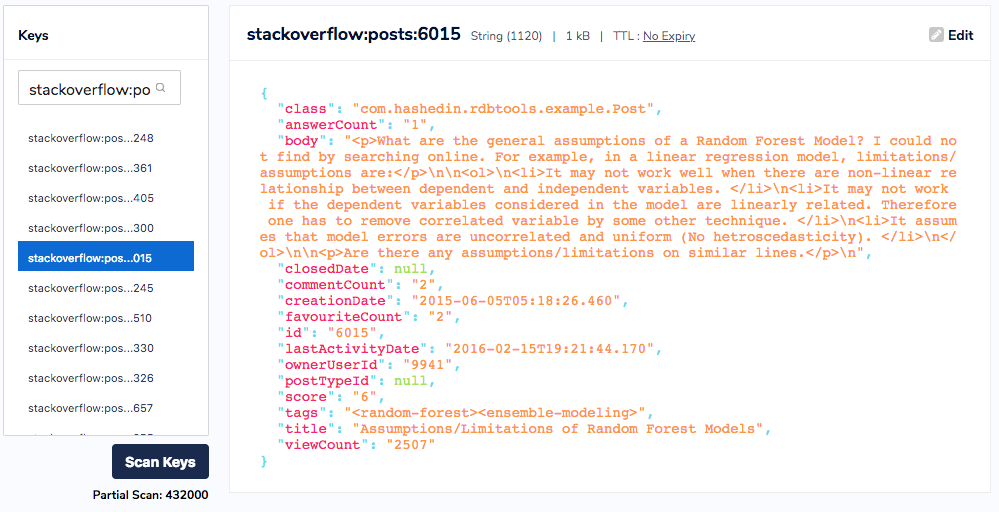 Keys
stackoverflow:po
stackoverflow:pos...248
stackoverflow:pos...361
stackoverflow:pos...405
stackoverflow:pos...300
stackoverflow:pos...015
stackoverflow:pos...245
stackoverflow:pos...510
stackoverflow:pos...330
stackoverflow:pos...326
stackoverflow:pos...657
Scan Keys
Partial Scan: 432000
stackoverflow:posts:6015 String (1120) | 1 kB | TTL : No Expiry Edit
{
"class": "com.hashedin.rdbtools.example.Post",
"answerCount": "1",
"body": "<p>What are the general assumptions of a Random Forest Model? I could no
t find by searching online. For example, in a linear regression model, limitations/
assumptions are:</p>\n\n<ol>\n<li>It may not work well when there are non-linear re
lationship between dependent and independent variables. </li>\n<li>It may not work
if the dependent variables considered in the model are linearly related. Therefore
one has to remove correlated variable by some other technique. </li>\n<li>It assum
es that model errors are uncorrelated and uniform (No hetroscedasticity). </li>\n</
ol>\n\n<p>Are there any assumptions/limitations on similar lines.</p>\n",
"closedDate": null,
"commentCount": "2",
"creationDate": "2015-06-05T05:18:26.460",
"favouriteCount": "2",
"id": "6015",
"lastActivityDate": "2016-02-15T19:21:44.170",
"ownerUserId": "9941",
"postTypeId": null,
"score": "6",
"tags": "<random-forest><ensemble-modeling>",
"title": "Assumptions/Limitations of Random Forest Models",
"viewCount": "2507"
}